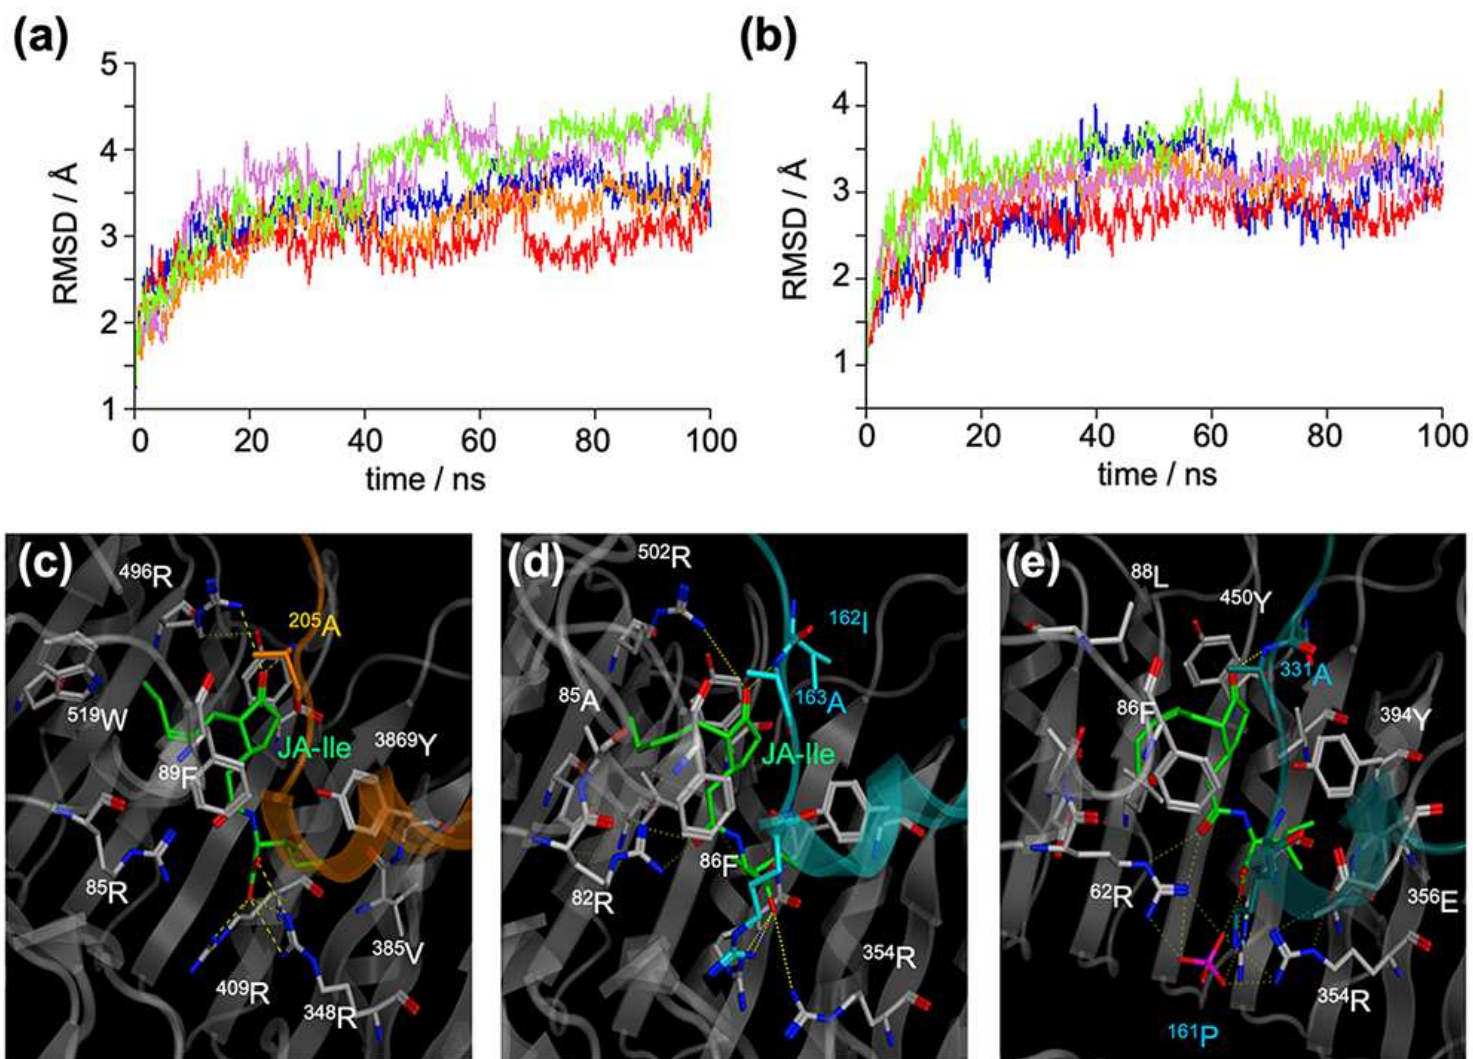 (a)
(b)
5
4
3
2
1
RMSD / Å
0 20 40 60 80 100
time / ns
4
3
2
1
RMSD / Å
0 20 40 60 80 100
time / ns
(c)
496R
205A
519W
JA-Ile
3869Y
89F
85R
385V
409R
348R
(d)
502R
162I
85A
163A
JA-Ile
86F
82R
354R
(e)
88L
450Y
331A
86F
394Y
62R
356E
354R
161P